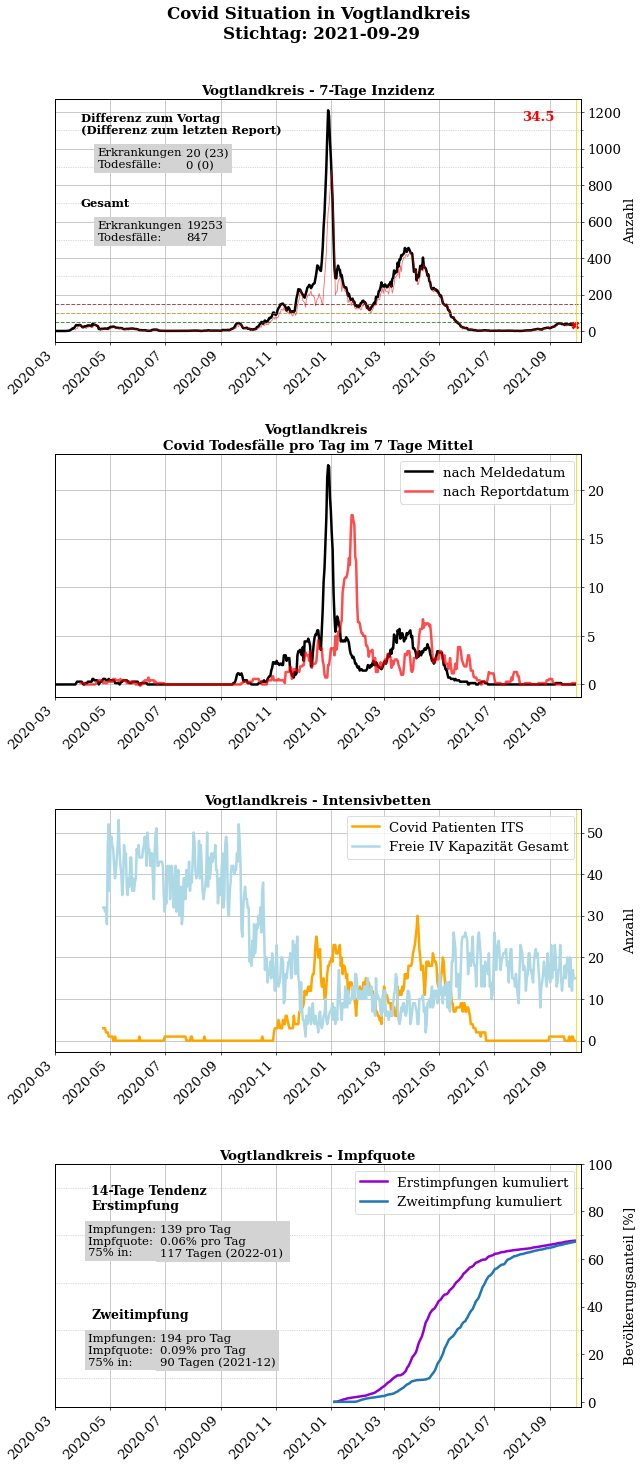 Covid Situation in Vogtlandkreis
Stichtag: 2021-09-29
Vogtlandkreis - 7-Tage Inzidenz
Differenz zum Vortag
(Differenz zum letzten Report)
Erkrankungen 20 (23)
Todesfälle: 0 (0)
Gesamt
Erkrankungen 19253
Todesfälle: 847
34.5
1200
1000
800
600
400
200
0
Anzahl
2020-03 2020-05 2020-07 2020-09 2020-11 2021-01 2021-03 2021-05 2021-07 2021-09
Vogtlandkreis
Covid Todesfälle pro Tag im 7 Tage Mittel
nach Meldedatum
nach Reportdatum
20
15
10
5
0
2020-03 2020-05 2020-07 2020-09 2020-11 2021-01 2021-03 2021-05 2021-07 2021-09
Vogtlandkreis - Intensivbetten
Covid Patienten ITS
Freie IV Kapazität Gesamt
50
40
30
20
10
0
Anzahl
2020-03 2020-05 2020-07 2020-09 2020-11 2021-01 2021-03 2021-05 2021-07 2021-09
Vogtlandkreis - Impfquote
14-Tage Tendenz
Erstimpfung
Impfungen: 139 pro Tag
Impfquote: 0.06% pro Tag
75% in: 117 Tagen (2022-01)
Zweitimpfung
Impfungen: 194 pro Tag
Impfquote: 0.09% pro Tag
75% in: 90 Tagen (2021-12)
Erstimpfungen kumuliert
Zweitimpfung kumuliert
100
80
60
40
20
0
Bevölkerungsanteil [%]
2020-03 2020-05 2020-07 2020-09 2020-11 2021-01 2021-03 2021-05 2021-07 2021-09